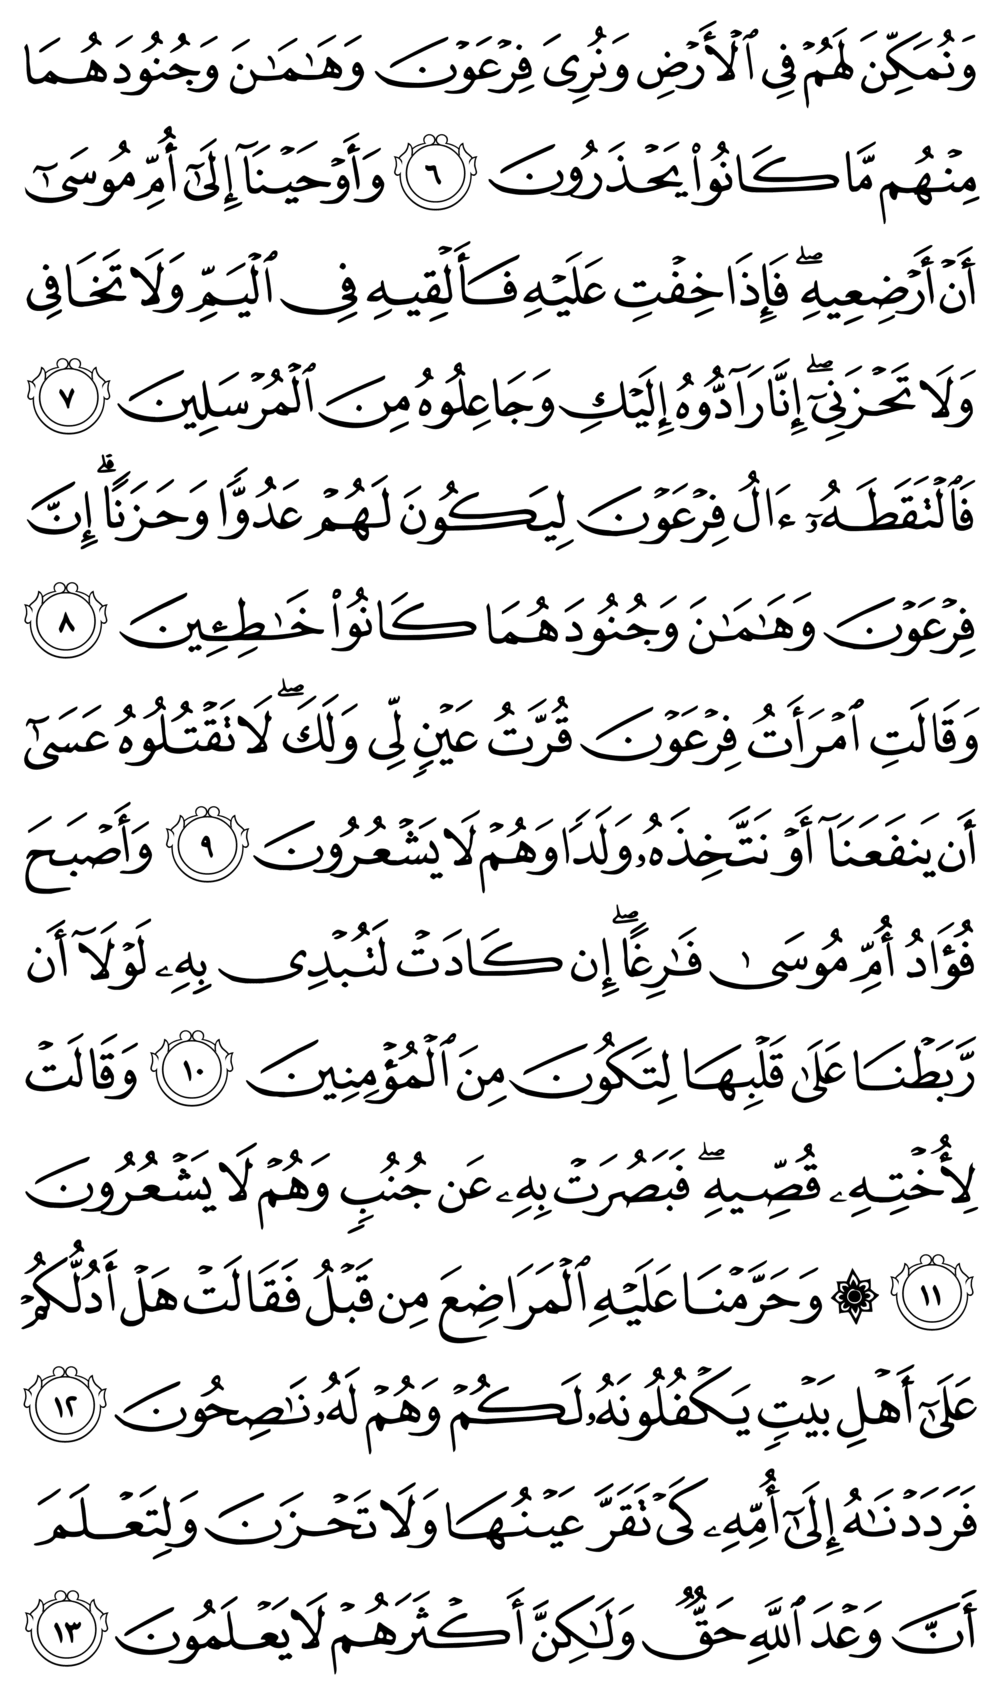 وَنُمَكِّنَ لَهُمۡ فِي ٱلۡأَرۡضِ وَنُرِيَ فِرۡعَوۡنَ وَهَٰمَٰنَ وَجُنُودَهُمَا
مِنۡهُم مَّا كَانُواْ يَحۡذَرُونَ ٦ وَأَوۡحَيۡنَآ إِلَىٰٓ أُمِّ مُوسَىٰٓ
أَنۡ أَرۡضِعِيهِۖ فَإِذَا خِفۡتِ عَلَيۡهِ فَأَلۡقِيهِ فِي ٱلۡيَمِّ وَلَا تَخَافِي
وَلَا تَحۡزَنِيٓۖ إِنَّا رَآدُّوهُ إِلَيۡكِ وَجَاعِلُوهُ مِنَ ٱلۡمُرۡسَلِينَ ٧
فَٱلۡتَقَطَهُۥٓ ءَالُ فِرۡعَوۡنَ لِيَكُونَ لَهُمۡ عَدُوّٗا وَحَزَنًاۗ إِنَّ
فِرۡعَوۡنَ وَهَٰمَٰنَ وَجُنُودَهُمَا كَانُواْ خَٰطِـِٔينَ ٨
وَقَالَتِ ٱمۡرَأَتُ فِرۡعَوۡنَ قُرَّتُ عَيۡنٖ لِّي وَلَكَۖ لَا تَقۡتُلُوهُ عَسَىٰٓ
أَن يَنفَعَنَآ أَوۡ نَتَّخِذَهُۥ وَلَدٗا وَهُمۡ لَا يَشۡعُرُونَ ٩ وَأَصۡبَحَ
فُؤَادُ أُمِّ مُوسَىٰ فَٰرِغًاۖ إِن كَادَتۡ لَتُبۡدِي بِهِۦ لَوۡلَآ أَن
رَّبَطۡنَا عَلَىٰ قَلۡبِهَا لِتَكُونَ مِنَ ٱلۡمُؤۡمِنِينَ ١٠ وَقَالَتۡ
لِأُخۡتِهِۦ قُصِّيهِۖ فَبَصُرَتۡ بِهِۦ عَن جُنُبٖ وَهُمۡ لَا يَشۡعُرُونَ
١١ ۞ وَحَرَّمۡنَا عَلَيۡهِ ٱلۡمَرَاضِعَ مِن قَبۡلُ فَقَالَتۡ هَلۡ أَدُلُّكُمۡ
عَلَىٰٓ أَهۡلِ بَيۡتٖ يَكۡفُلُونَهُۥ لَكُمۡ وَهُمۡ لَهُۥ نَٰصِحُونَ ١٢
فَرَدَدۡنَٰهُ إِلَىٰٓ أُمِّهِۦ كَيۡ تَقَرَّ عَيۡنُهَا وَلَا تَحۡزَنَ وَلِتَعۡلَمَ
أَنَّ وَعۡدَ ٱللَّهِ حَقّٞ وَلَٰكِنَّ أَكۡثَرَهُمۡ لَا يَعۡلَمُونَ ١٣